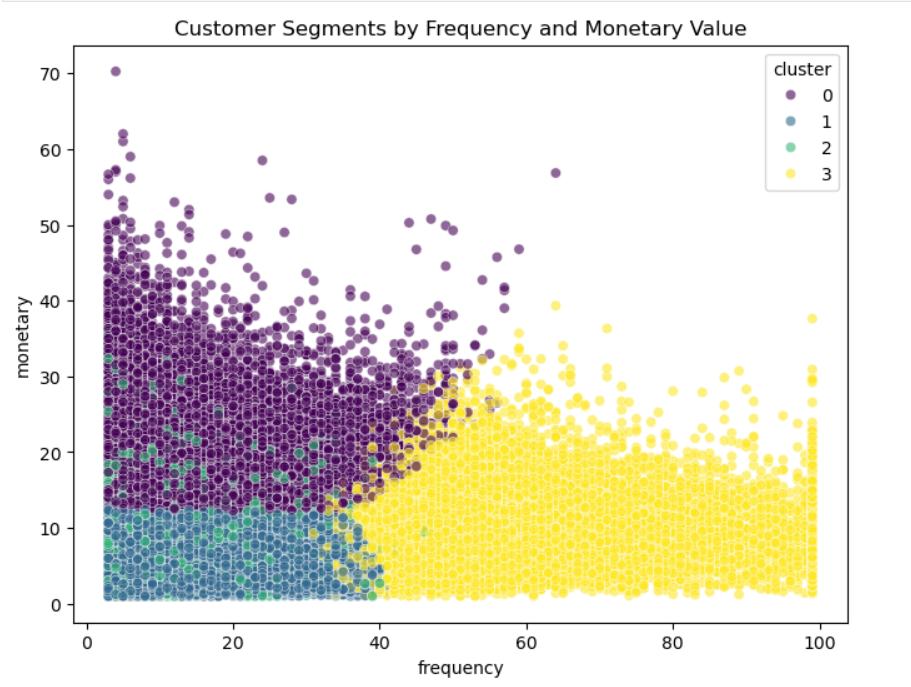 Customer Segments by Frequency and Monetary Value
cluster
0
1
2
3
70
60
50
40
30
20
10
0
monetary
0 20 40 60 80 100
frequency